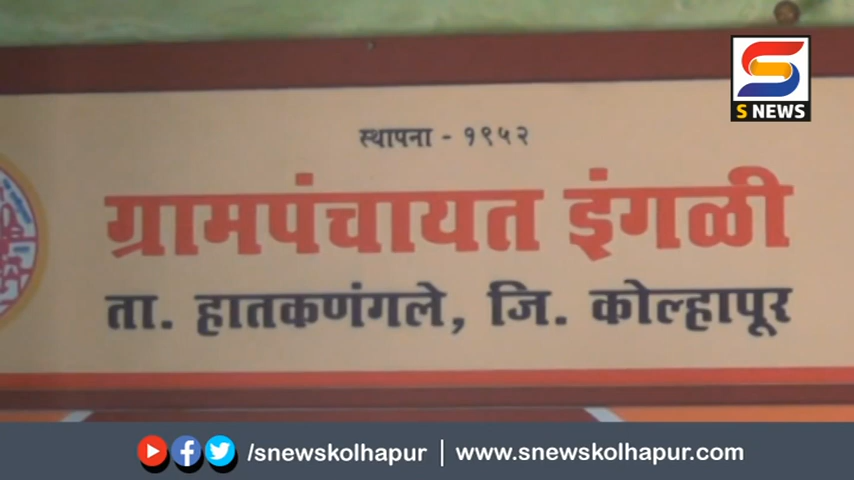 S NEWS
स्थापना - १९५२
ग्रामपंचायत इंगळी
ता. हातकणंगले, जि. कोल्हापूर
/snewskolhapur | www.snewskolhapur.com